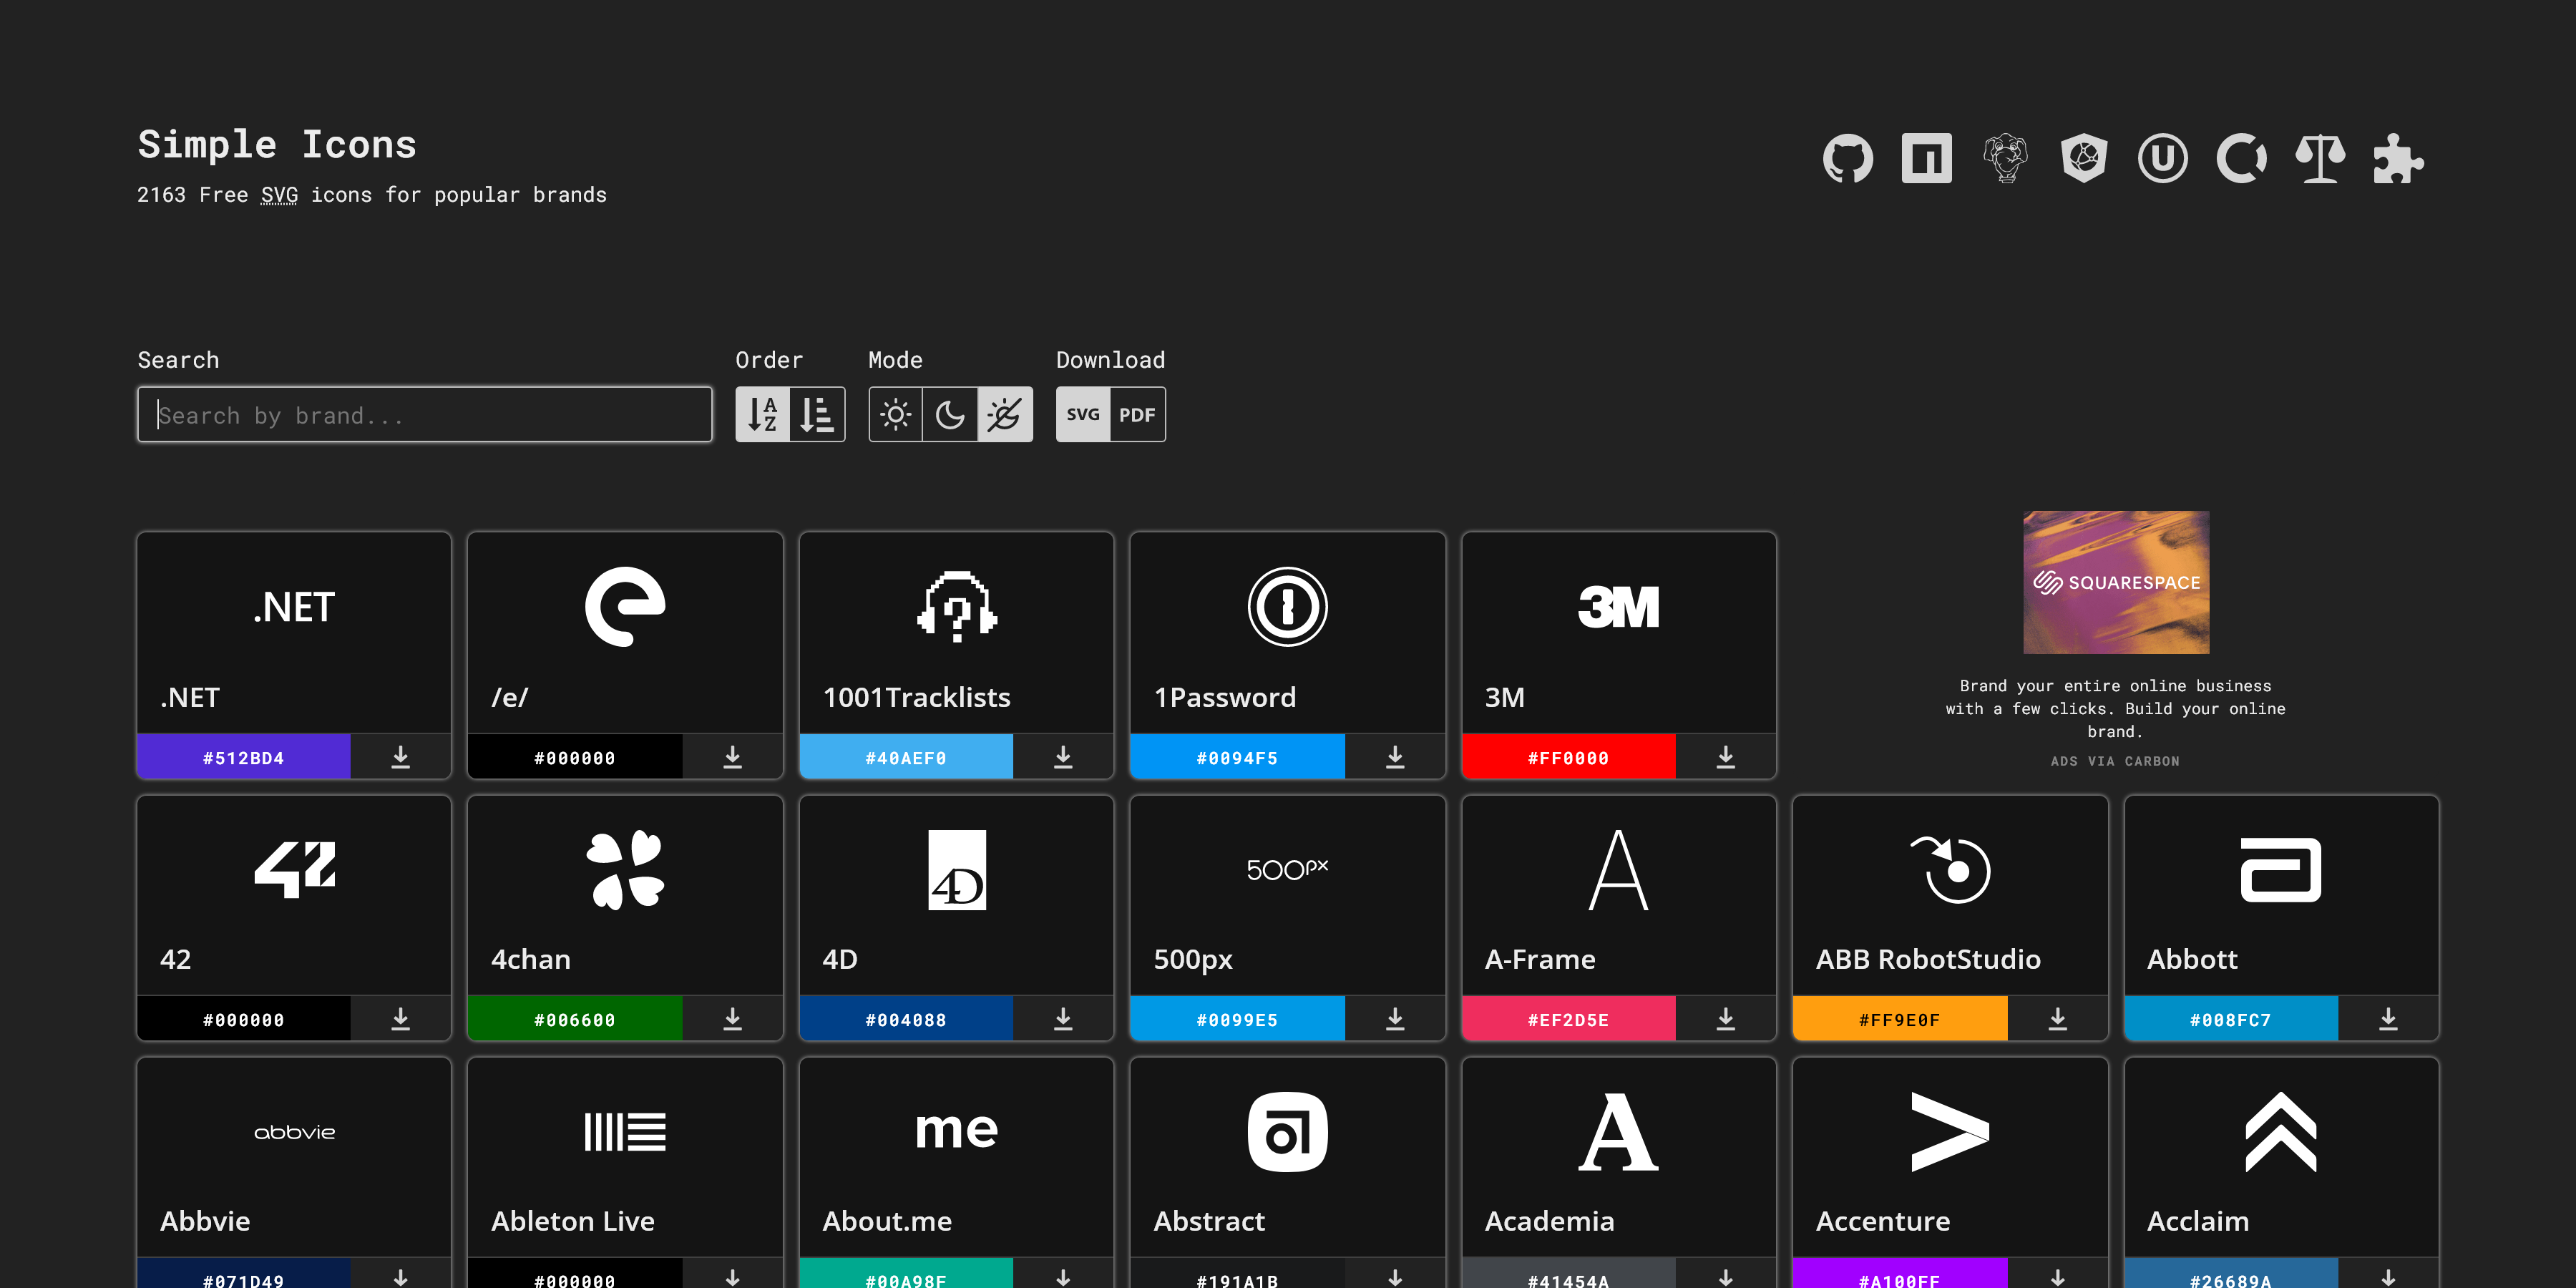 Simple Icons
2163 Free SVG icons for popular brands
Search
Order
Mode
Download
Search by brand...
A
Z
SVG
PDF
.NET
.NET
#512BD4
/e/
#000000
1001Tracklists
#40AEF0
1Password
#0094F5
3M
3M
#FF0000
SQUARESPACE
Brand your entire online business
with a few clicks. Build your online
brand.
ADS VIA CARBON
42
42
#000000
4chan
#006600
4D
4D
#004088
500px
500px
#0099E5
A
A-Frame
#EF2D5E
ABB RobotStudio
#FF9E0F
Abbott
#008FC7
abbvie
Abbvie
#071D49
Ableton Live
#000000
me
About.me
#00A98F
Abstract
#191A1B
A
Academia
#41454A
Accenture
#A100FF
Acclaim
#26689A